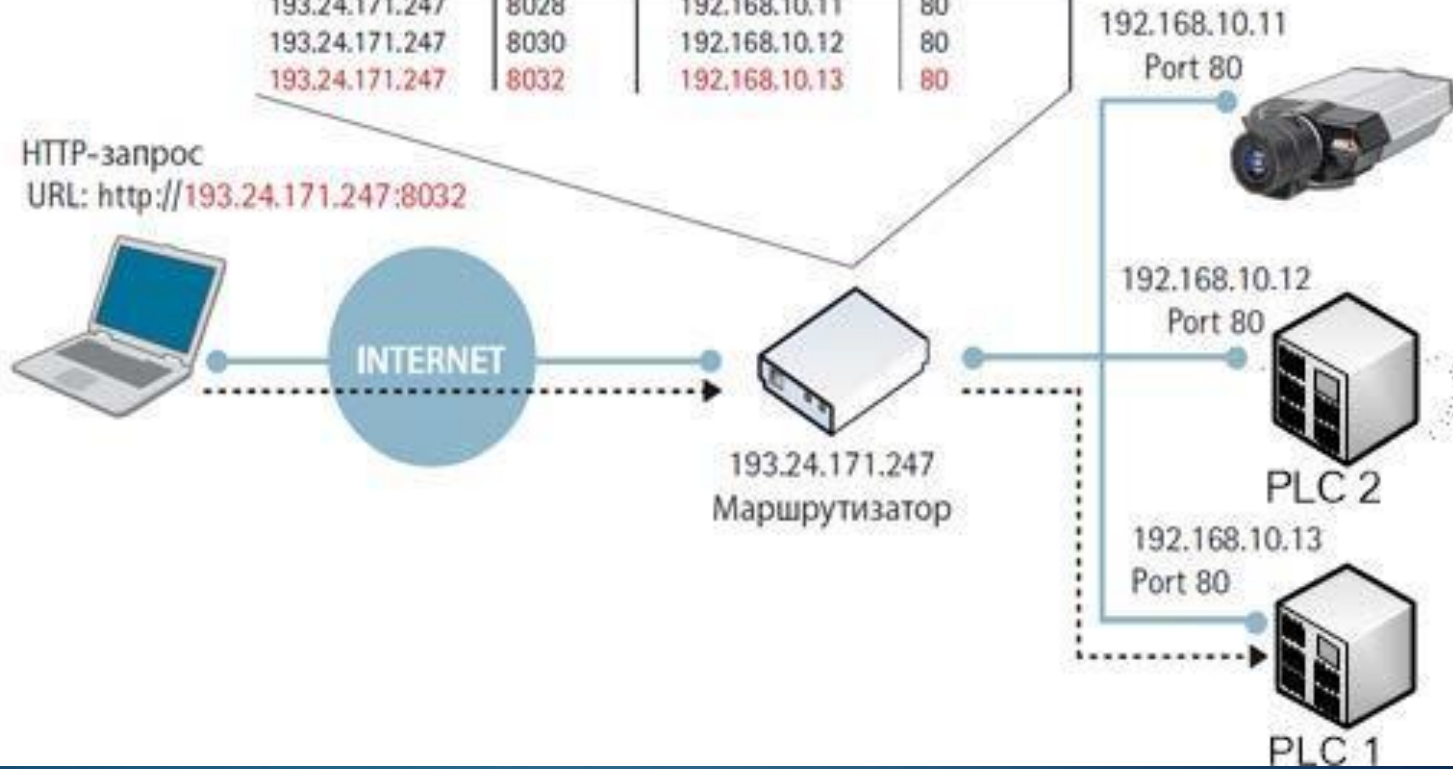 193.24.171.247 8028 192.168.10.11 80
193.24.171.247 8030 192.168.10.12 80
193.24.171.247 8032 192.168.10.13 80
192.168.10.11
Port 80
HTTP-запрос
URL: http://193.24.171.247:8032
INTERNET
193.24.171.247
Маршрутизатор
192.168.10.12
Port 80
PLC 2
192.168.10.13
Port 80
PLC 1